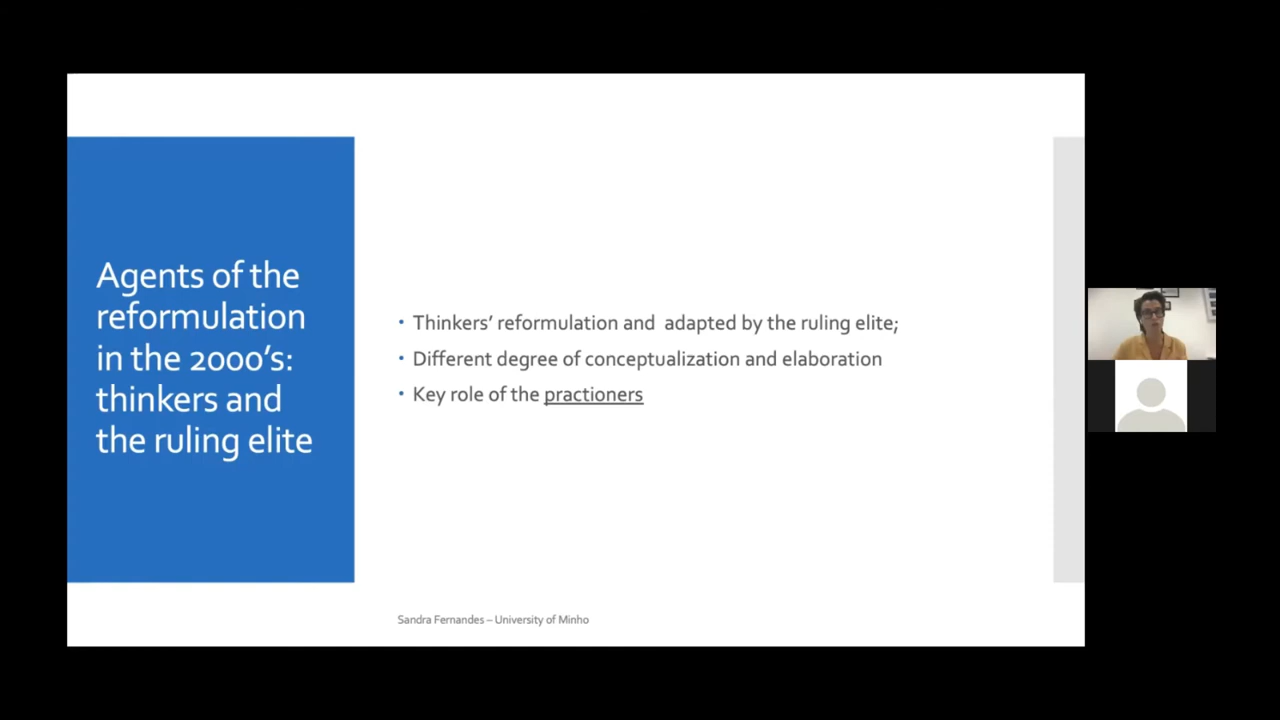 Agents of the
reformulation
in the 2000's:
thinkers and
the ruling elite
• Thinkers' reformulation and  adapted by the ruling elite;
• Different degree of conceptualization and elaboration
• Key role of the practioners
Sandra Fernandes – University of Minho